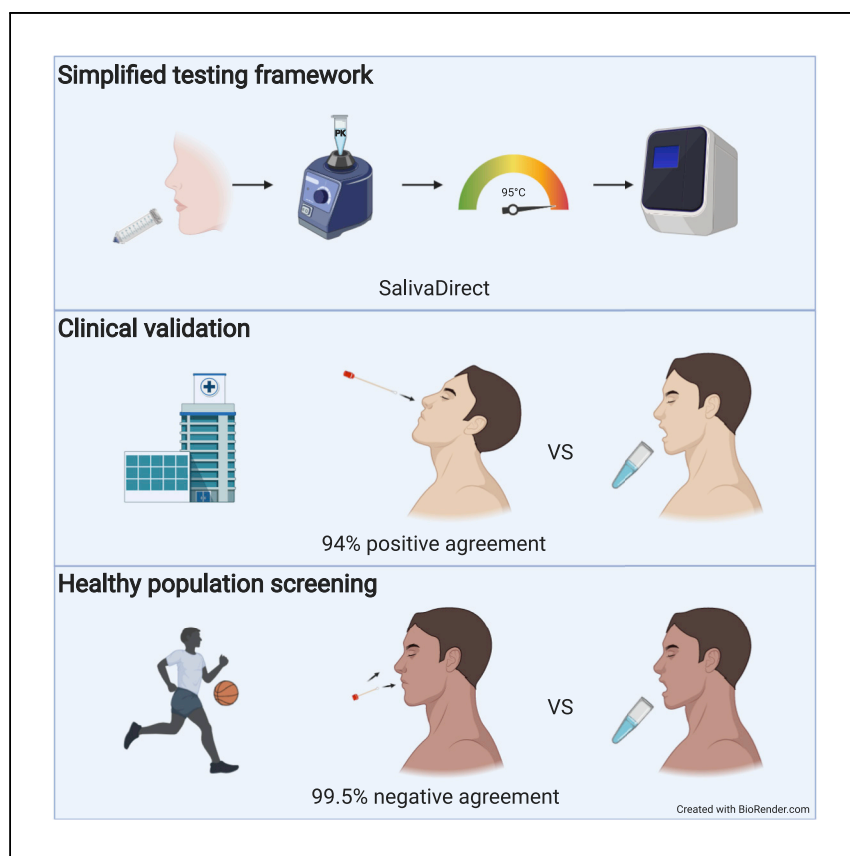 Simplified testing framework
PK
95°C
SalivaDirect
Clinical validation
VS
94% positive agreement
Healthy population screening
VS
99.5% negative agreement
Created with BioRender.com